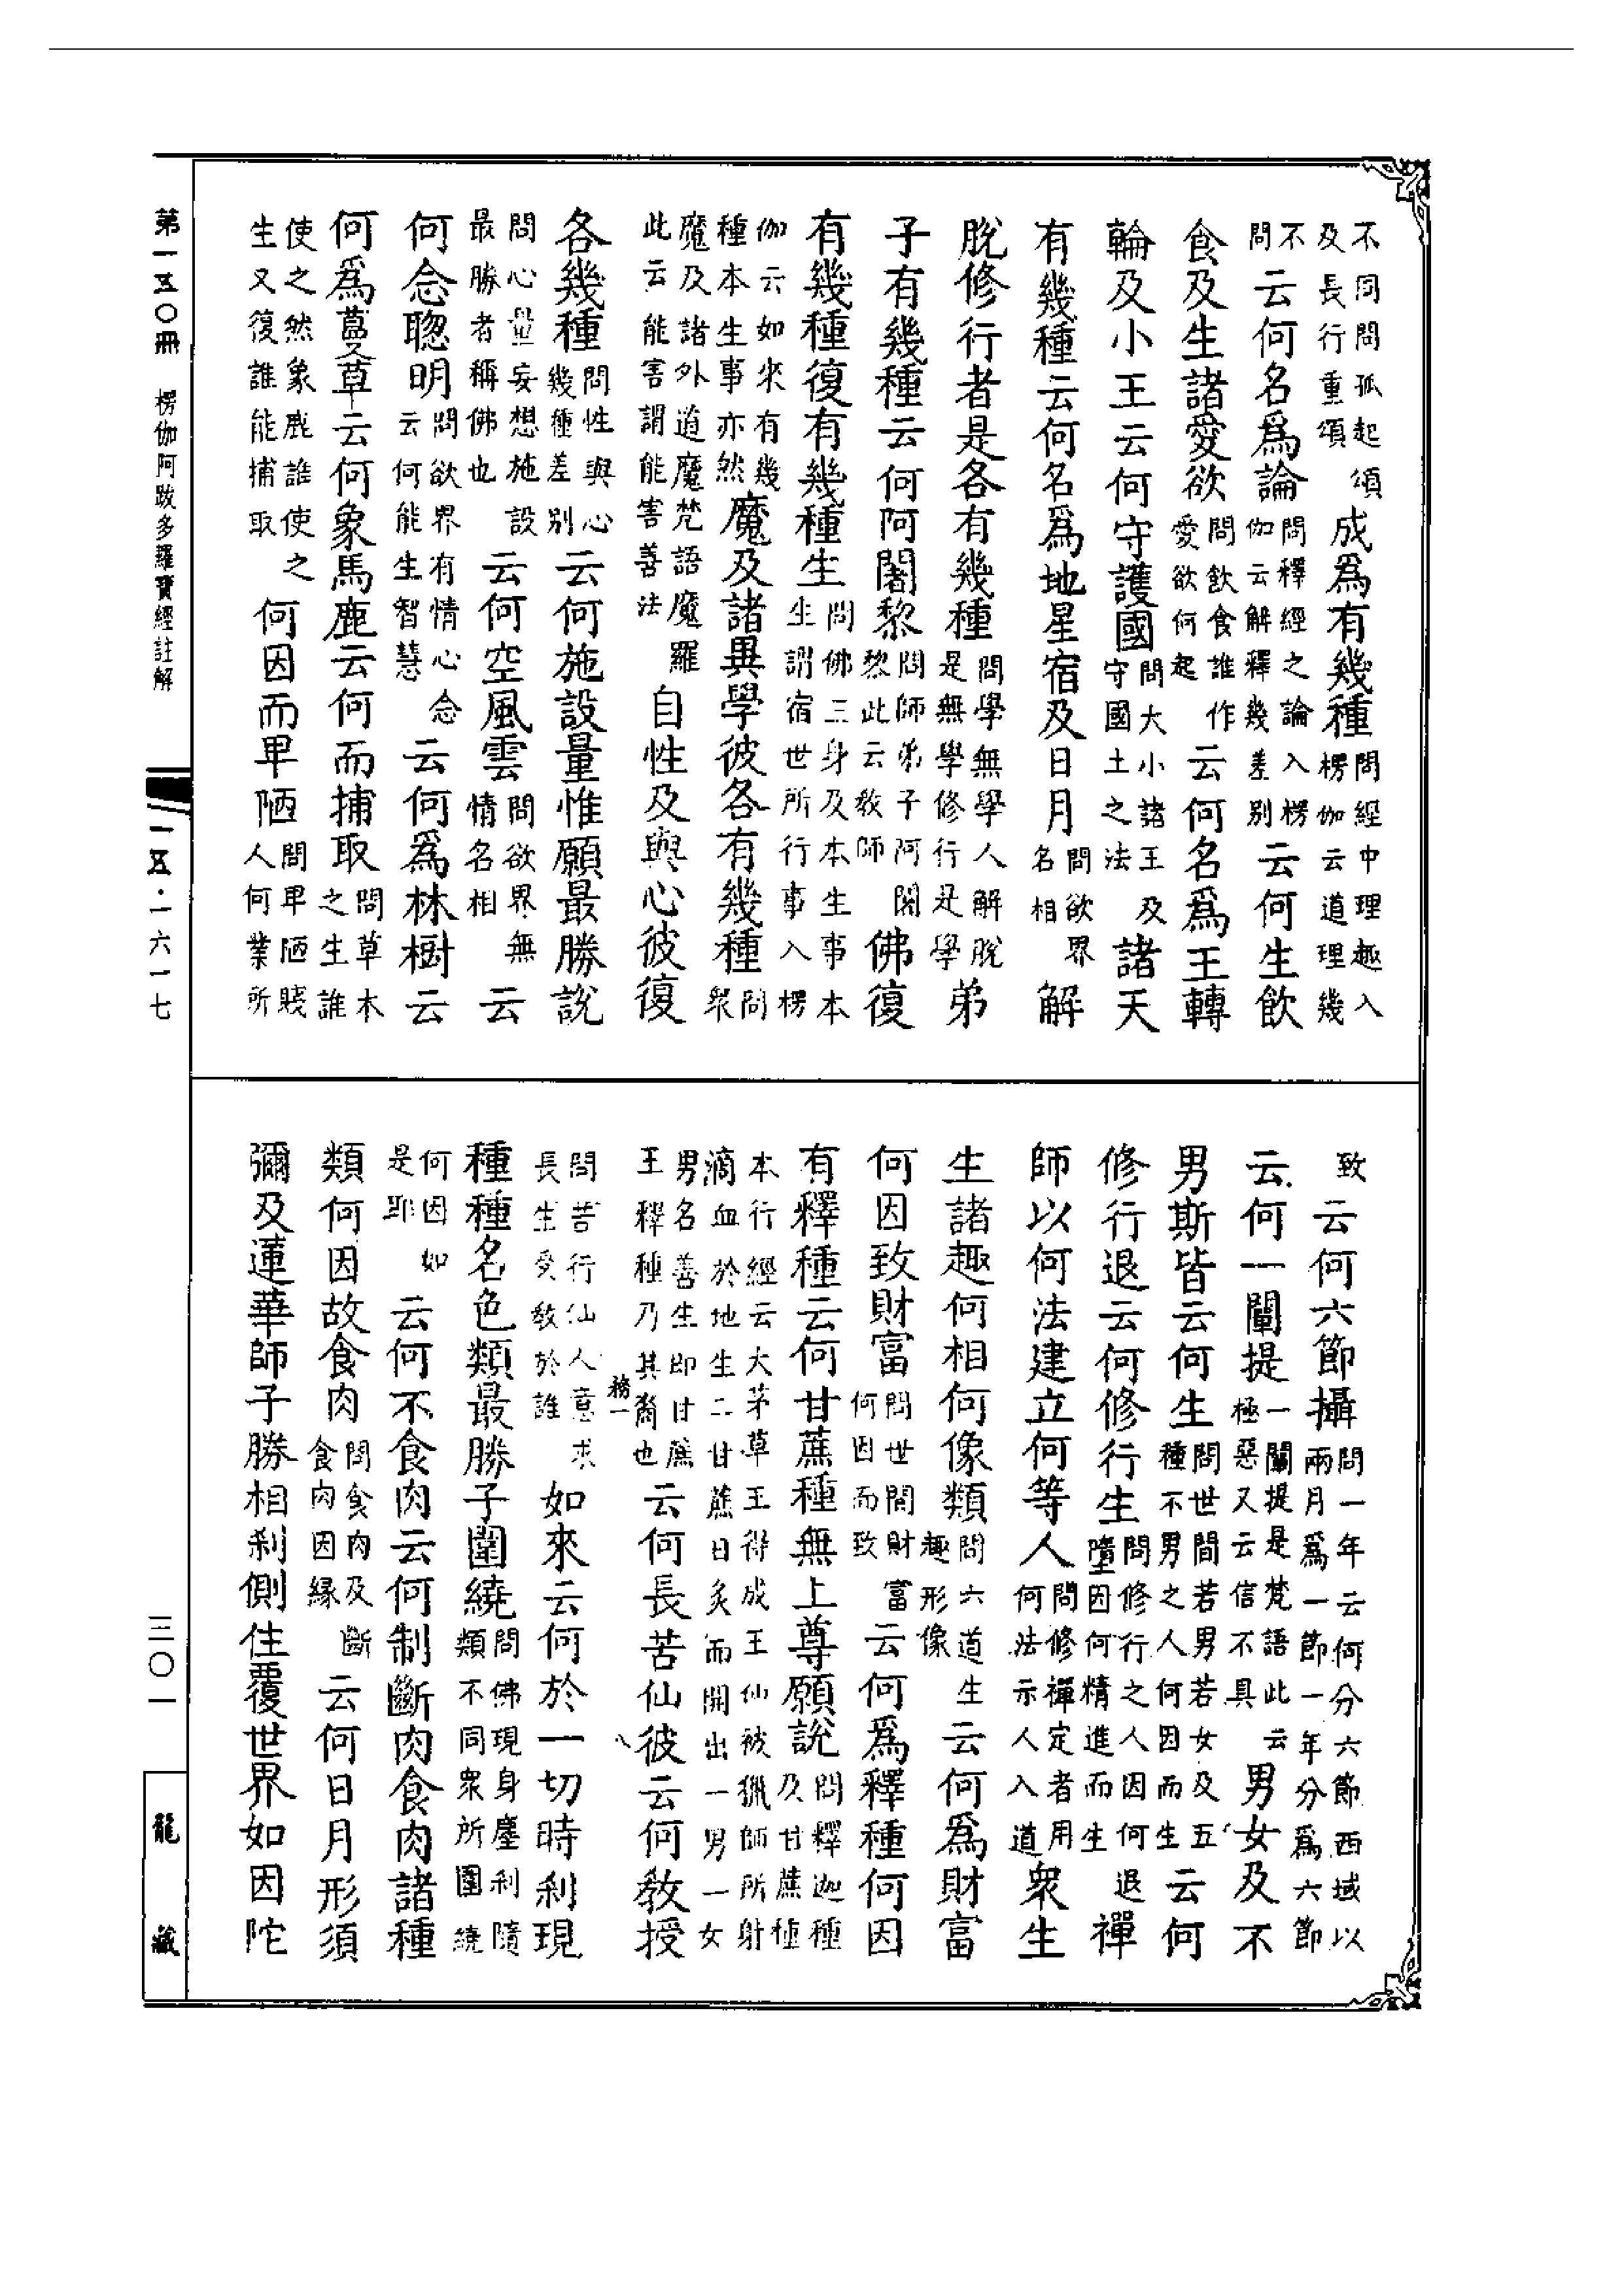 不同問孤起頌及長行重頌成爲有幾種問經中理趣入楞伽云道理幾
不問云何名爲論問釋經之論入楞伽云解釋幾差別云何生飲
食及生諸愛欲問飲食誰作愛欲何起云何名爲王轉
輪及小王云何守護國問大小諸王及守國土之法諸天
有幾種云何名爲地星宿及日月問欲界名相解
脫修行者是各有幾種問學無學人解脫是無學修行是學弟
子有幾種云何阿闍黎問師弟子阿闍黎此云教師佛復
有幾種復有幾種生問佛三身及本生事本生謂宿世所行事入楞
伽云如來有幾種本生事亦然魔及諸異學彼各有幾種問衆
魔及諸外道魔梵語魔羅此云能害謂能害善法自性及與心彼復
各幾種問性與心幾種差別云何施設量惟願最勝說
問心量妄想施設最勝者稱佛也云何空風雲問欲界無情名相云
何念聰明問欲界有情心念云何能生智慧云何爲林樹云
何爲蔓草云何象馬鹿云何而捕取問草木之生誰
使之然象鹿誰使之生又復誰能捕取何因而卑陋問卑陋賤人何業所
致云何六節攝問一年云何分六節西域以兩月爲一節一年分爲六節
云何一闡提一闡提是梵語此云極惡又云信不具男女及不
男斯皆云何生問世間若男若女及五種不男之人何因而生云何
修行退云何修行生問修行之人因何退墮因何精進而生禪
師以何法建立何等人問修禪定者用何法示人入道衆生
生諸趣何相何像類問六道生趣形像云何爲財富
何因致財富問世間財富何因而致云何爲釋種何因
有釋種云何甘蔗種無上尊願說問釋迦種及甘蔗種
本行經云大茅草王得成王仙被獵師所射滴血於地生二甘蔗日炙而開出一男一女
男名善生即甘蔗王釋種乃其裔也云何長苦仙彼云何教授
問苦行仙人意求長生受教於誰如來云何於一切時刹現
種種名色類最勝子圍繞問佛現身塵刹隨類不同衆所圍繞
何因如是耶云何不食肉云何制斷肉食肉諸種
類何因故食肉問食肉及斷食肉因緣云何日月形須
彌及蓮華師子勝相刹側住覆世界如因陀
務一
八
第一五〇冊
楞伽阿跋多羅寶經註解
一五·一六一七
三〇一
龍藏